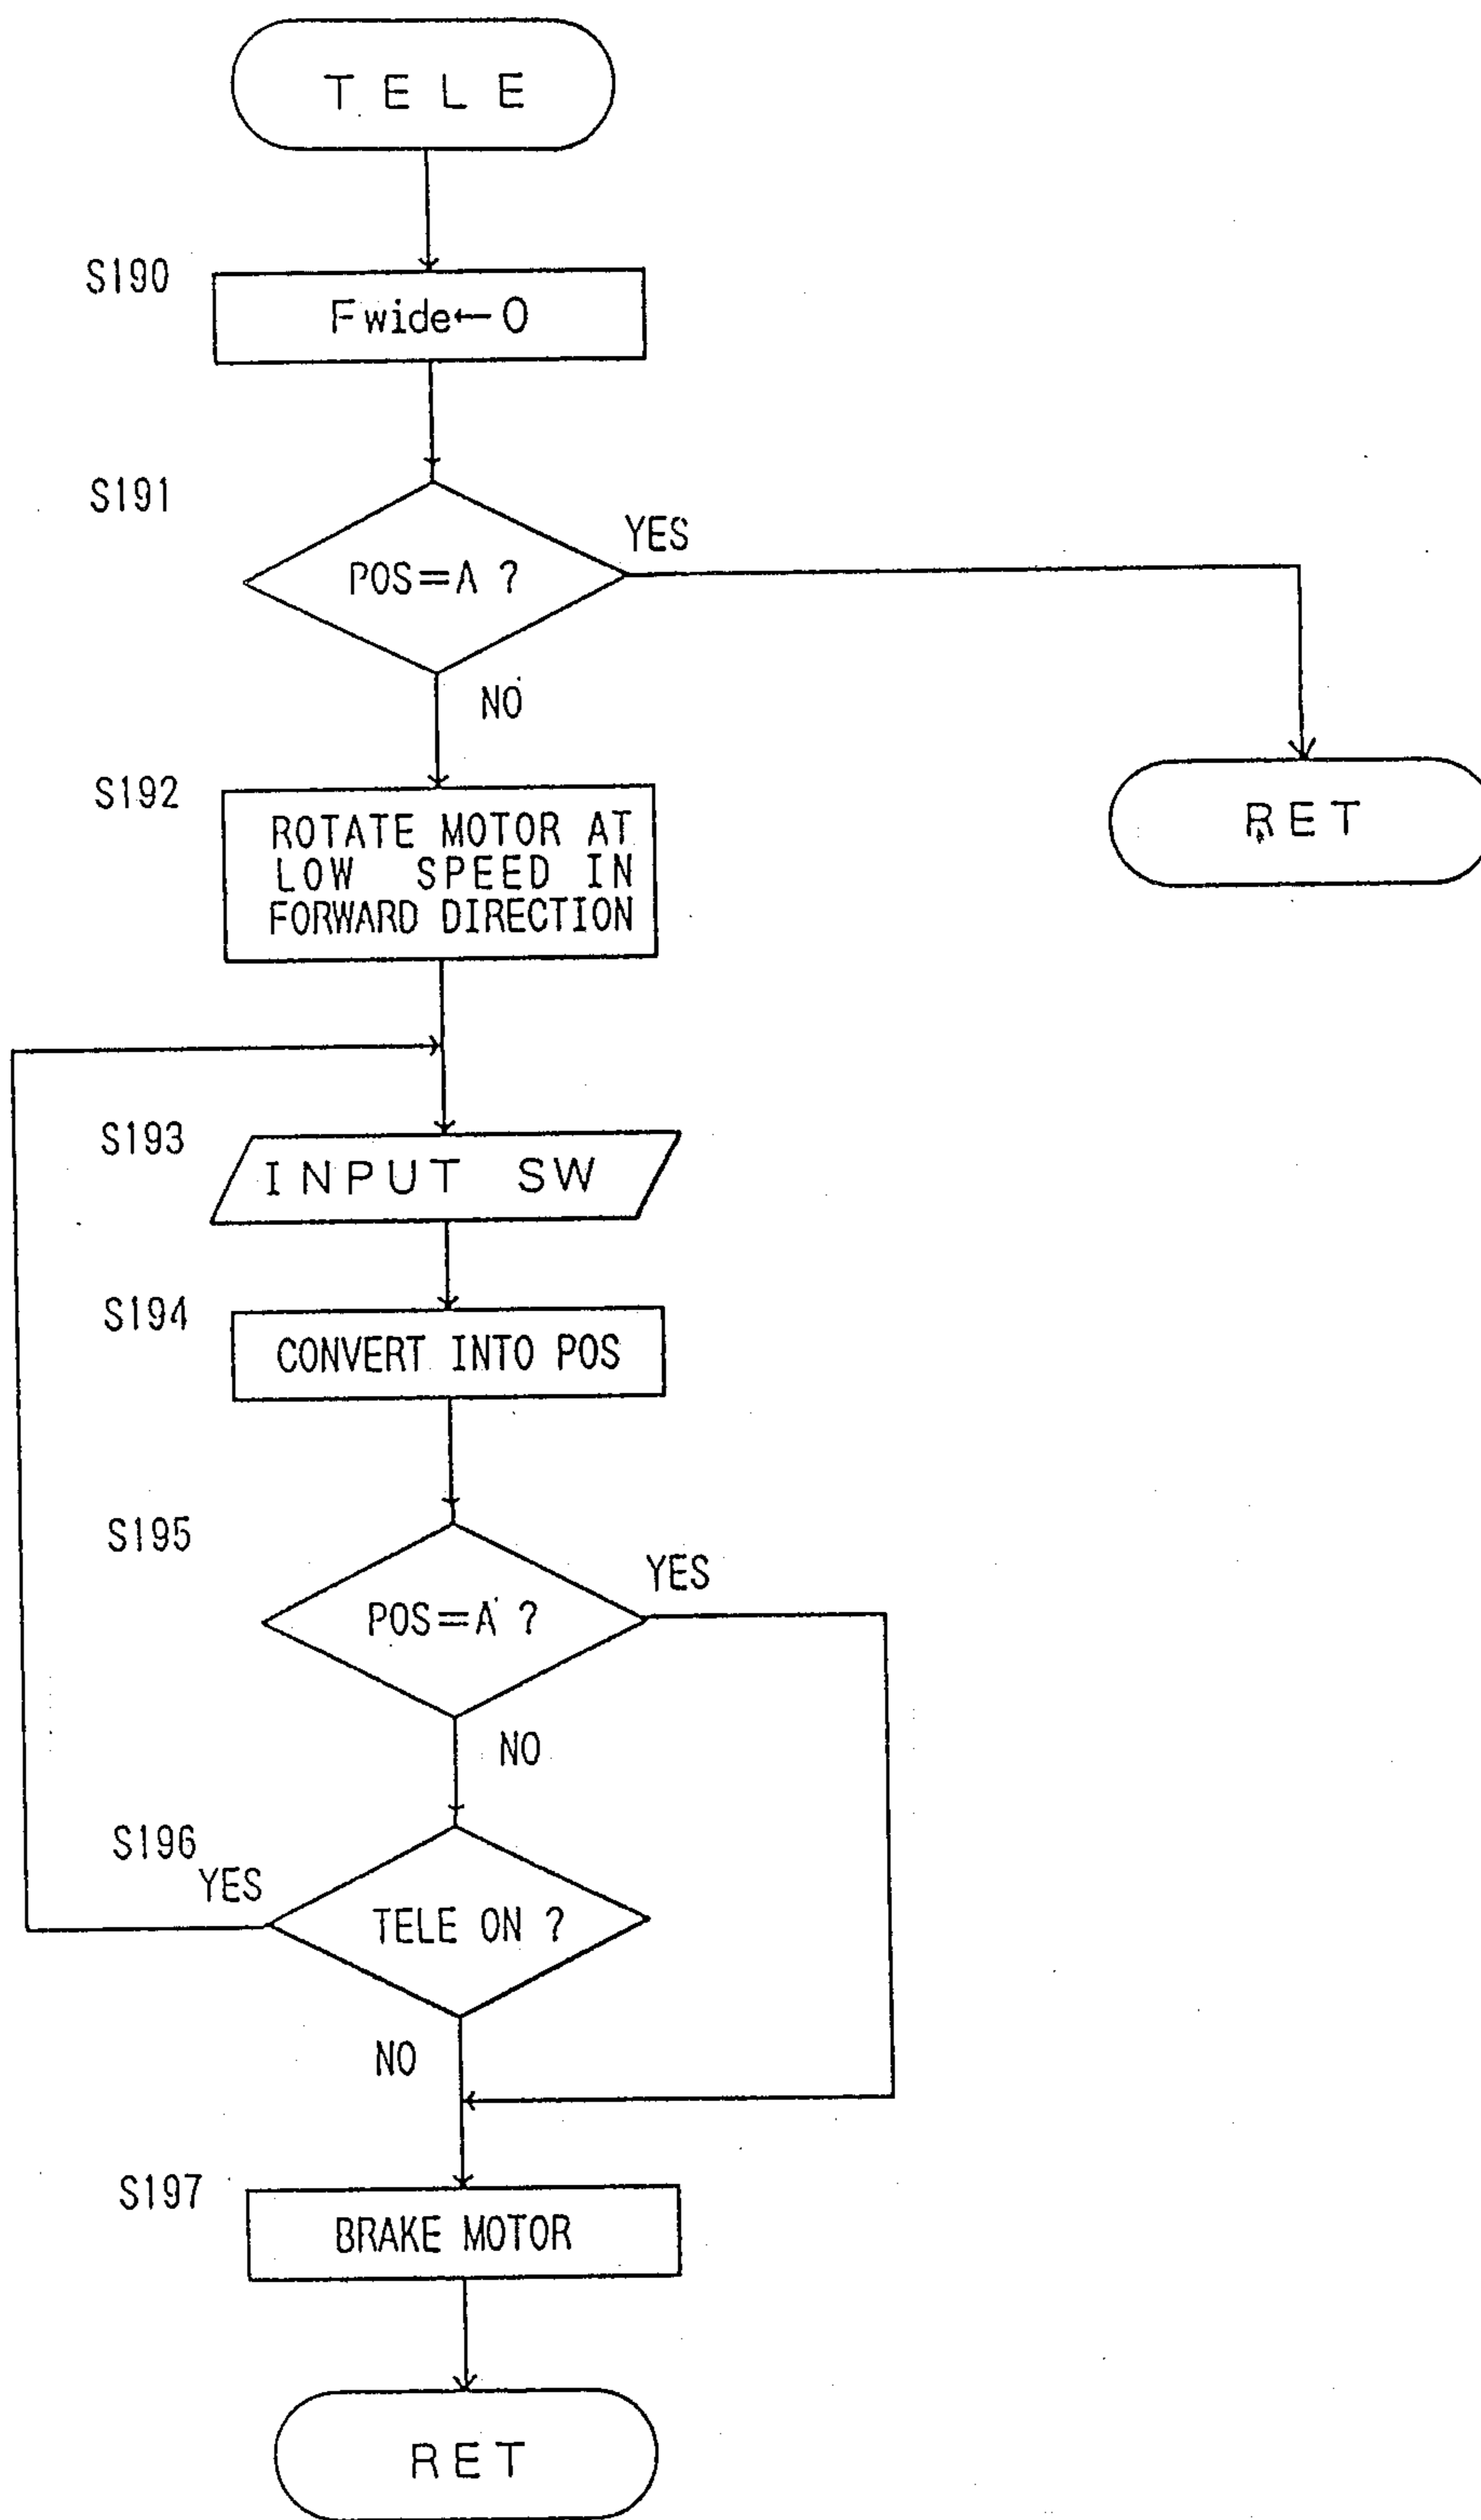 TELE
S190
Fwide←0
S191
POS=A ?
YES
NO
S192
ROTATE MOTOR AT
LOW SPEED IN
FORWARD DIRECTION
RET
S193
INPUT SW
S194
CONVERT INTO POS
S195
POS=A ?
YES
NO
S196
YES
TELE ON ?
NO
S197
BRAKE MOTOR
RET